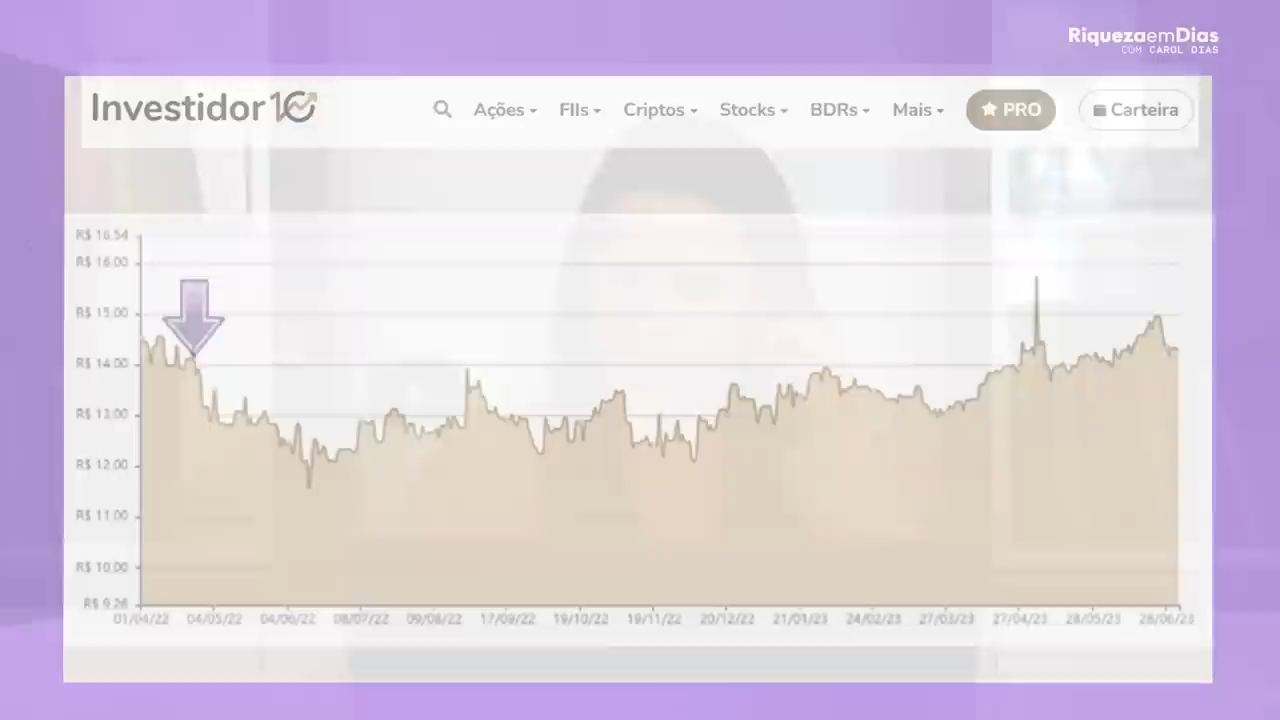 RiquezaemDias
COM CAROL DIAS
Investidor10
Ações
FIIs
Criptos
Stocks
BDRs
Mais
PRO
Carteira
R$ 16.54
R$ 16.00
R$ 15.00
R$ 14.00
R$ 13.00
R$ 12.00
R$ 11.00
R$ 10.00
R$ 9.26
01/04/22 04/05/22 04/06/22 08/07/22 09/08/22 17/09/22 19/10/22 19/11/22 20/12/22 21/01/23 24/02/23 27/03/23 27/04/23 28/05/23 28/06/23